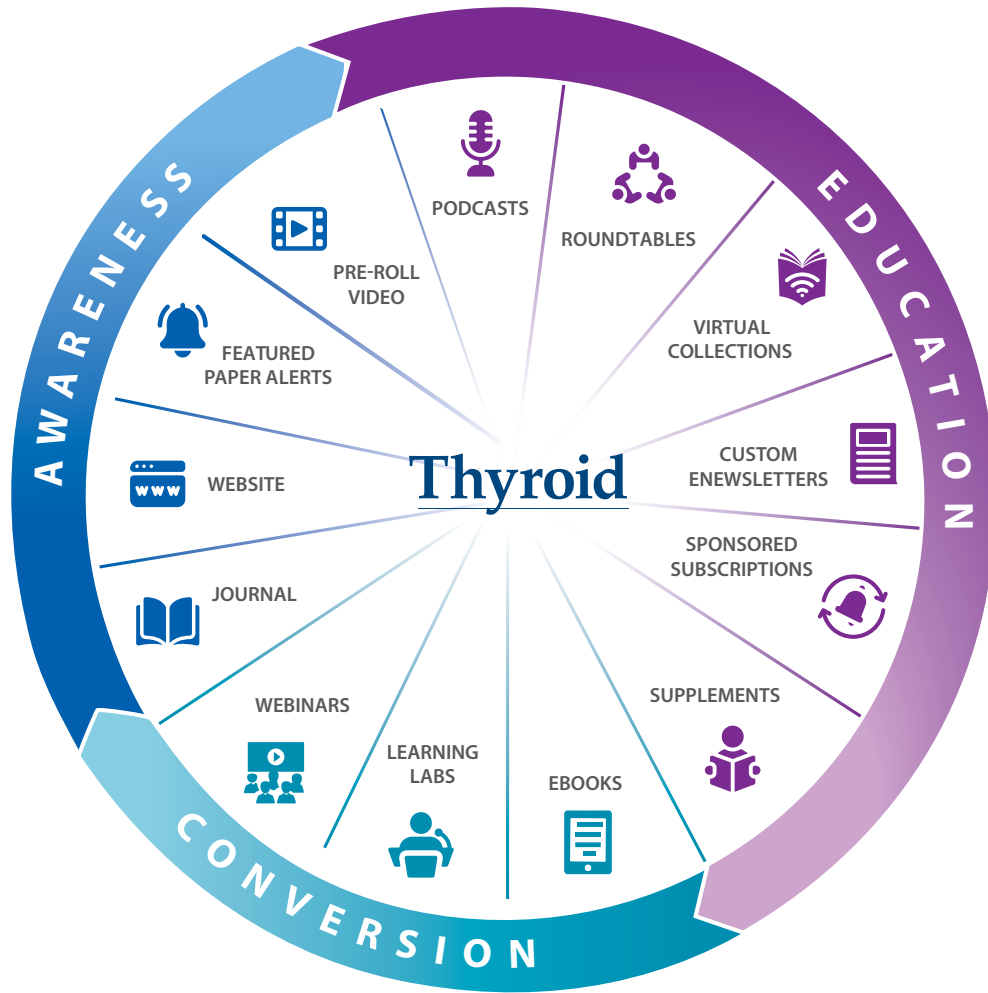 AWARENESS
EDUCATION
CONVERSION
PODCASTS
ROUNDTABLES
VIRTUAL
COLLECTIONS
CUSTOM
ENEWSLETTERS
SPONSORED
SUBSCRIPTIONS
SUPPLEMENTS
EBOOKS
LEARNING
LABS
WEBINARS
JOURNAL
WEBSITE
www
FEATURED
PAPER ALERTS
PRE-ROLL
VIDEO
Thyroid